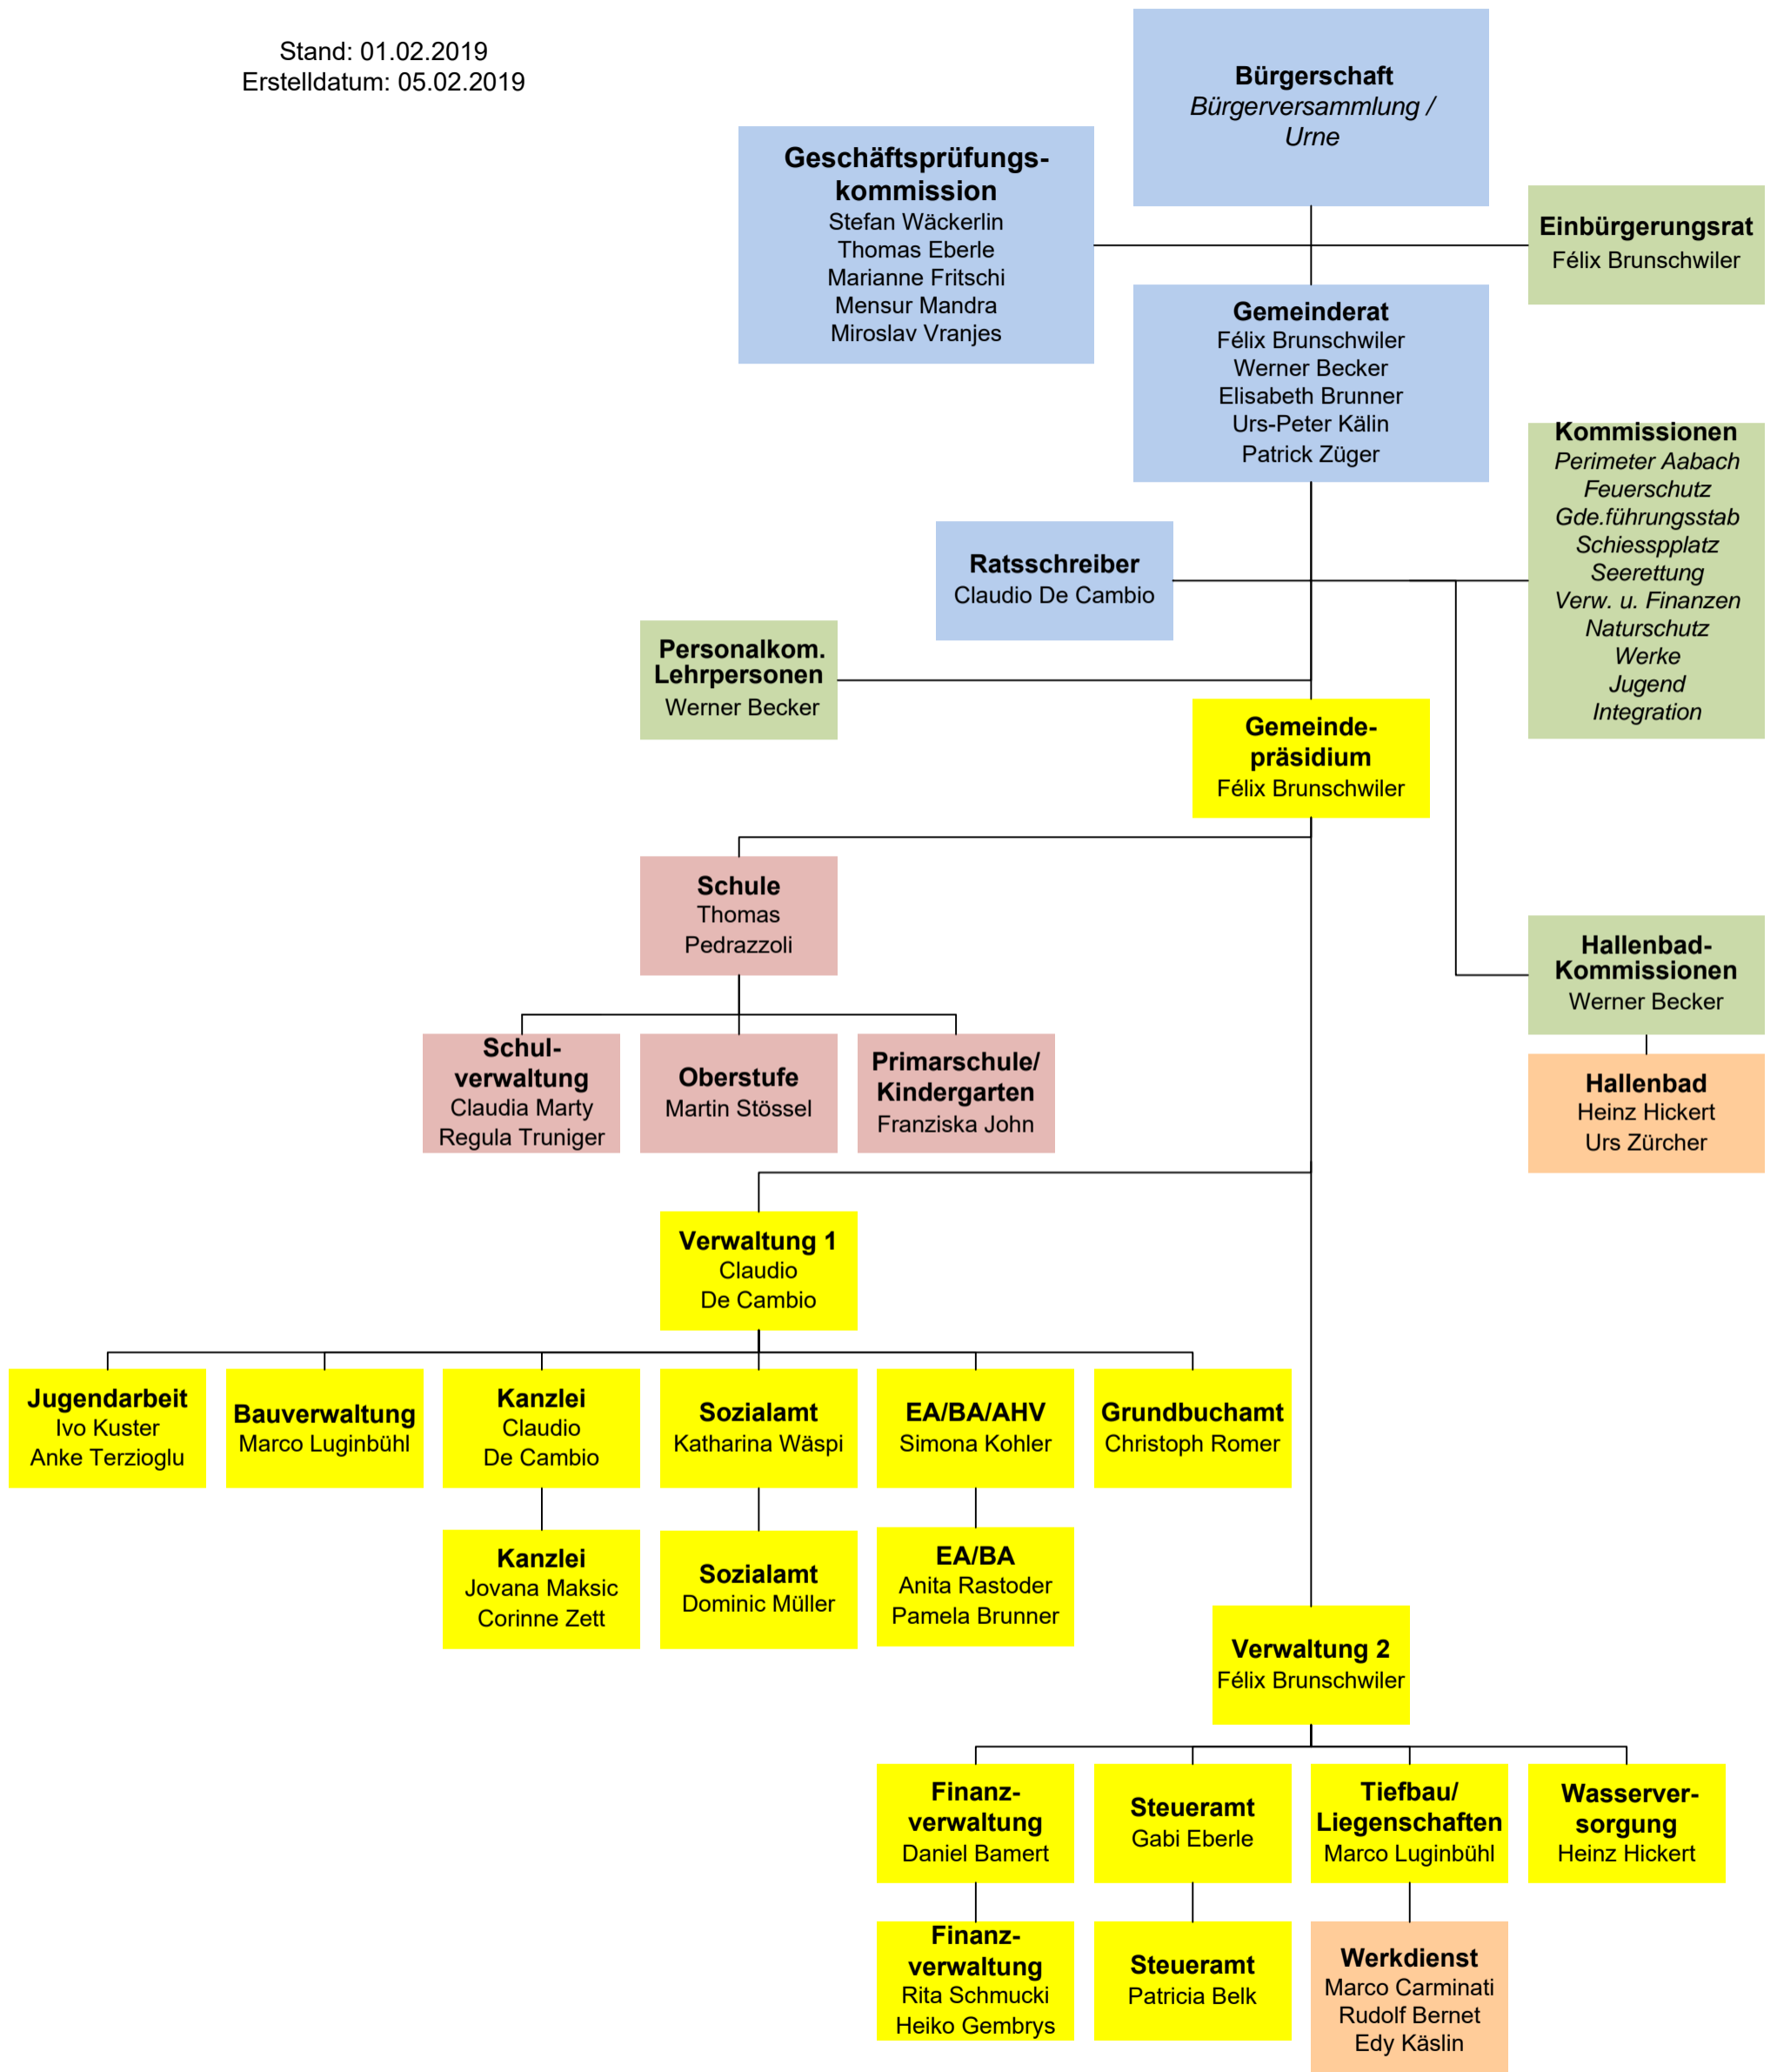 Stand: 01.02.2019
Erstelldatum: 05.02.2019
Bürgerschaft
Bürgerversammlung /
Urne
Geschäftsprüfungs-
kommission
Stefan Wäckerlin
Thomas Eberle
Marianne Fritschi
Mensur Mandra
Miroslav Vranjes
Einbürgerungsrat
Félix Brunschwiler
Gemeinderat
Félix Brunschwiler
Werner Becker
Elisabeth Brunner
Urs-Peter Kälin
Patrick Züger
Kommissionen
Perimeter Aabach
Feuerschutz
Gde.führungsstab
Schiesspplatz
Seerettung
Verw. u. Finanzen
Naturschutz
Werke
Jugend
Integration
Ratsschreiber
Claudio De Cambio
Personalkom.
Lehrpersonen
Werner Becker
Gemeinde-
präsidium
Félix Brunschwiler
Schule
Thomas
Pedrazzoli
Hallenbad-
Kommissionen
Werner Becker
Schul-
verwaltung
Claudia Marty
Regula Truniger
Oberstufe
Martin Stössel
Primarschule/
Kindergarten
Franziska John
Hallenbad
Heinz Hickert
Urs Zürcher
Verwaltung 1
Claudio
De Cambio
Jugendarbeit
Ivo Kuster
Anke Terzioglu
Bauverwaltung
Marco Luginbühl
Kanzlei
Claudio
De Cambio
Sozialamt
Katharina Wäspi
EA/BA/AHV
Simona Kohler
Grundbuchamt
Christoph Romer
Kanzlei
Jovana Maksic
Corinne Zett
Sozialamt
Dominic Müller
EA/BA
Anita Rastoder
Pamela Brunner
Verwaltung 2
Félix Brunschwiler
Finanz-
verwaltung
Daniel Bamert
Steueramt
Gabi Eberle
Tiefbau/
Liegenschaften
Marco Luginbühl
Wasserver-
sorgung
Heinz Hickert
Finanz-
verwaltung
Rita Schmucki
Heiko Gembrys
Steueramt
Patricia Belk
Werkdienst
Marco Carminati
Rudolf Bernet
Edy Käslin